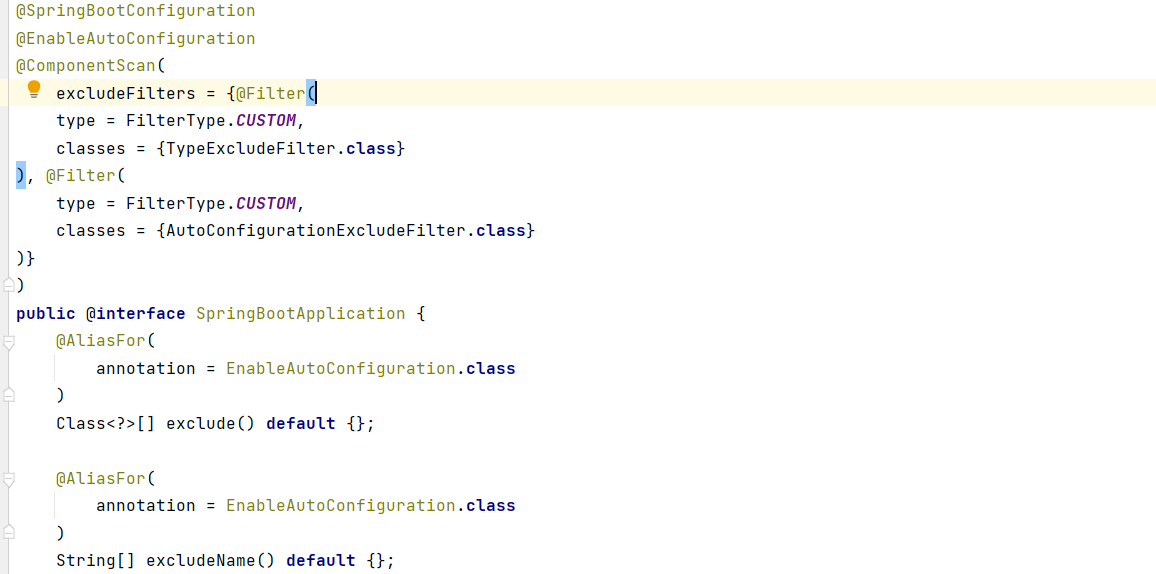 @SpringBootConfiguration
@EnableAutoConfiguration
@ComponentScan(
    excludeFilters = {@Filter(
    type = FilterType.CUSTOM,
    classes = {TypeExcludeFilter.class}
), @Filter(
    type = FilterType.CUSTOM,
    classes = {AutoConfigurationExcludeFilter.class}
)}
)
public @interface SpringBootApplication {
    @AliasFor(
        annotation = EnableAutoConfiguration.class
    )
    Class<?>[] exclude() default {};
    @AliasFor(
        annotation = EnableAutoConfiguration.class
    )
    String[] excludeName() default {};